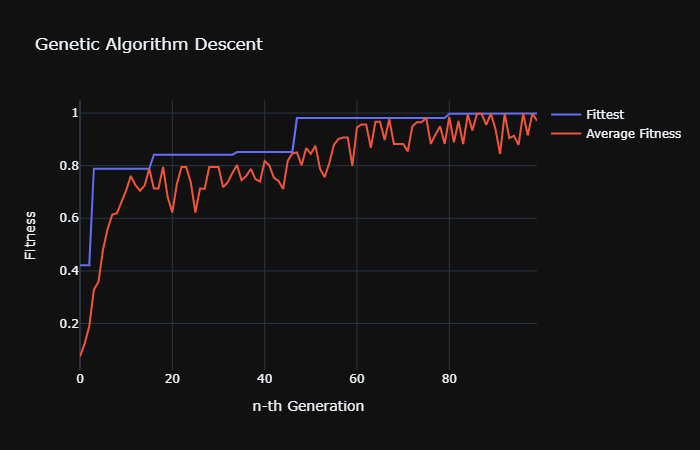 Genetic Algorithm Descent
Fittest
Average Fitness
Fitness
1
0.8
0.6
0.4
0.2
0 20 40 60 80
n-th Generation